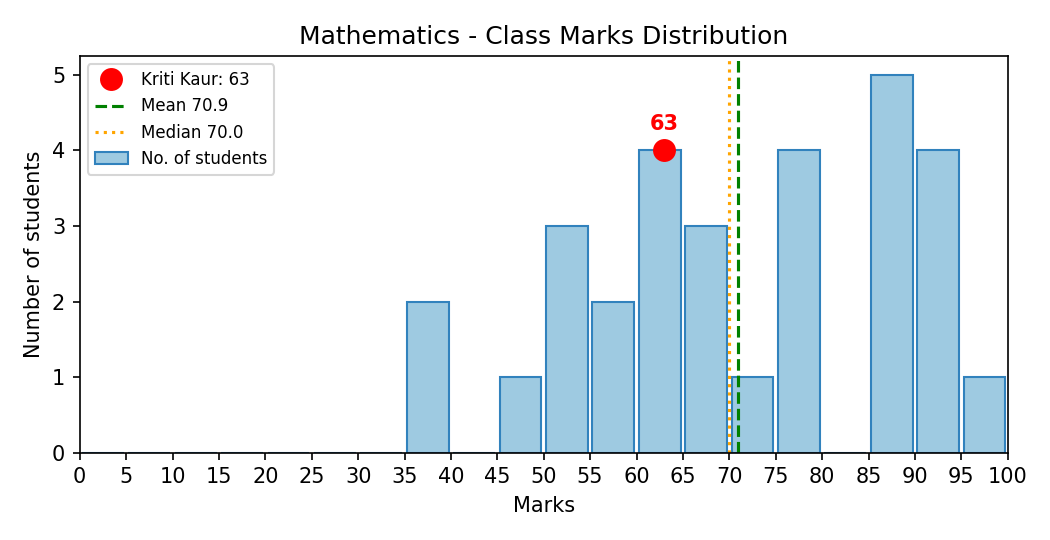 Mathematics - Class Marks Distribution
Kriti Kaur: 63
Mean 70.9
Median 70.0
No. of students
63
Number of students
5
4
3
2
1
0
0 5 10 15 20 25 30 35 40 45 50 55 60 65 70 75 80 85 90 95 100
Marks